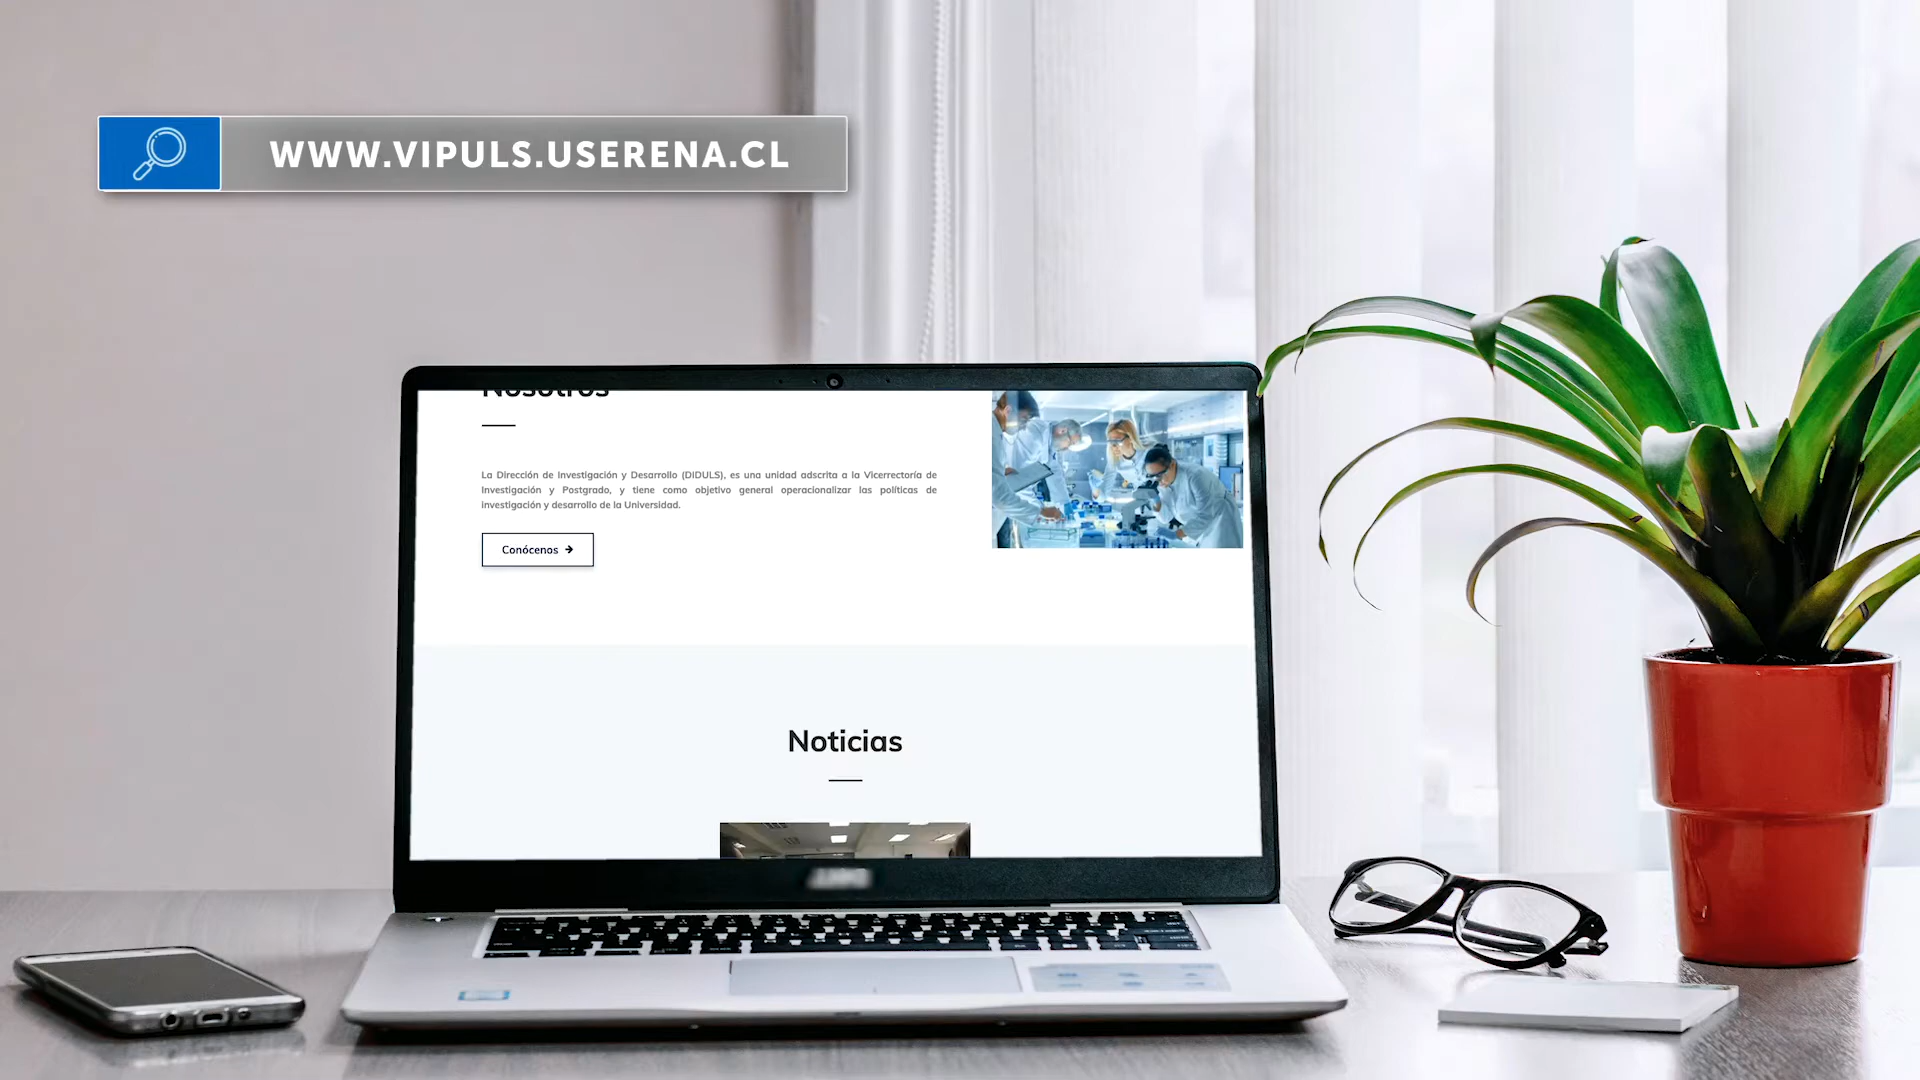 WWW.VIPULS.USERENA.CL
Nosotros
La Dirección de Investigación y Desarrollo (DIDULS), es una unidad adscrita a la Vicerrectoría de
Investigación y Postgrado, y tiene como objetivo general operacionalizar las políticas de
investigación y desarrollo de la Universidad.
Conócenos
Noticias